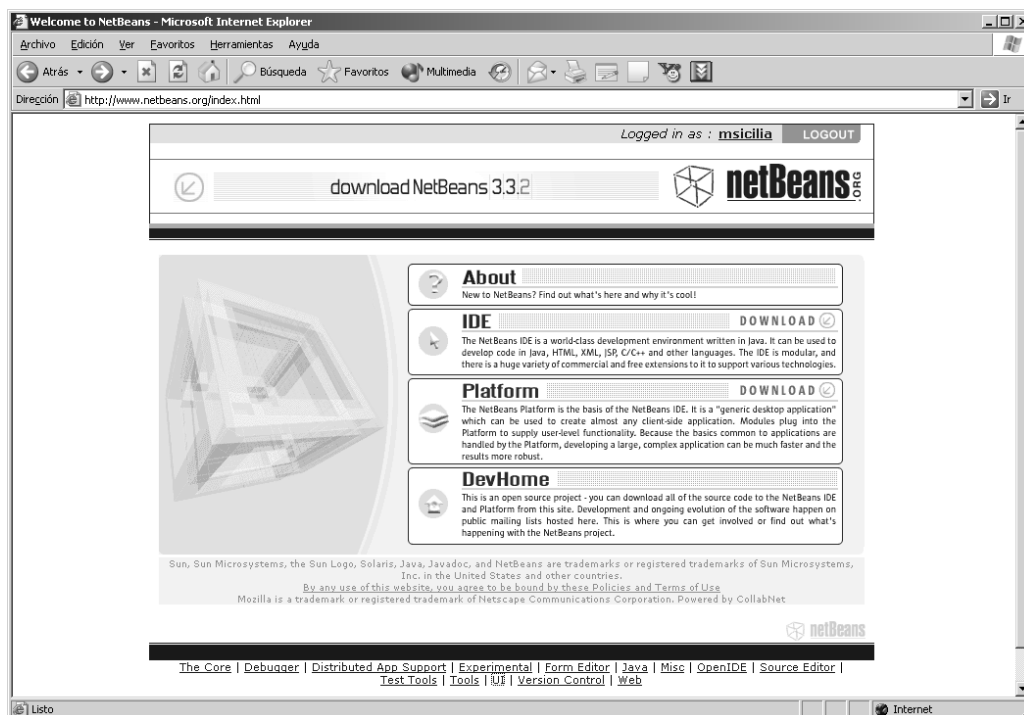 Welcome to NetBeans - Microsoft Internet Explorer
Archivo Edición Ver Favoritos Herramientas Ayuda
Atrás Búsqueda Favoritos Multimedia
Dirección http://www.netbeans.org/index.html Ir
Logged in as : msicilia LOGOUT
download NetBeans 3.3.2
netBeans.ORG
About
New to NetBeans? Find out what's here and why it's cool!
IDE DOWNLOAD
The NetBeans IDE is a world-class development environment written in Java. It can be used to
develop code in Java, HTML, XML, JSP, C/C++ and other languages. The IDE is modular, and
there is a huge variety of commercial and free extensions to it to support various technologies.
Platform DOWNLOAD
The NetBeans Platform is the basis of the NetBeans IDE. It is a "generic desktop application"
which can be used to create almost any client-side application. Modules plug into the
Platform to supply user-level functionality. Because the basics common to applications are
handled by the Platform, developing a large, complex application can be much faster and the
results more robust.
DevHome
This is an open source project - you can download all of the source code to the NetBeans IDE
and Platform from this site. Development and ongoing evolution of the software happen on
public mailing lists hosted here. This is where you can get involved or find out what's
happening with the NetBeans project.
Sun, Sun Microsystems, the Sun Logo, Solaris, Java, Javadoc, and NetBeans are trademarks or registered trademarks of Sun Microsystems,
Inc. in the United States and other countries.
By any use of this website, you agree to be bound by these Policies and Terms of Use
Mozilla is a trademark or registered trademark of Netscape Communications Corporation. Powered by CollabNet
netBeans
The Core | Debugger | Distributed App Support | Experimental | Form Editor | Java | Misc | OpenIDE | Source Editor |
Test Tools | Tools | UI | Version Control | Web
Listo Internet